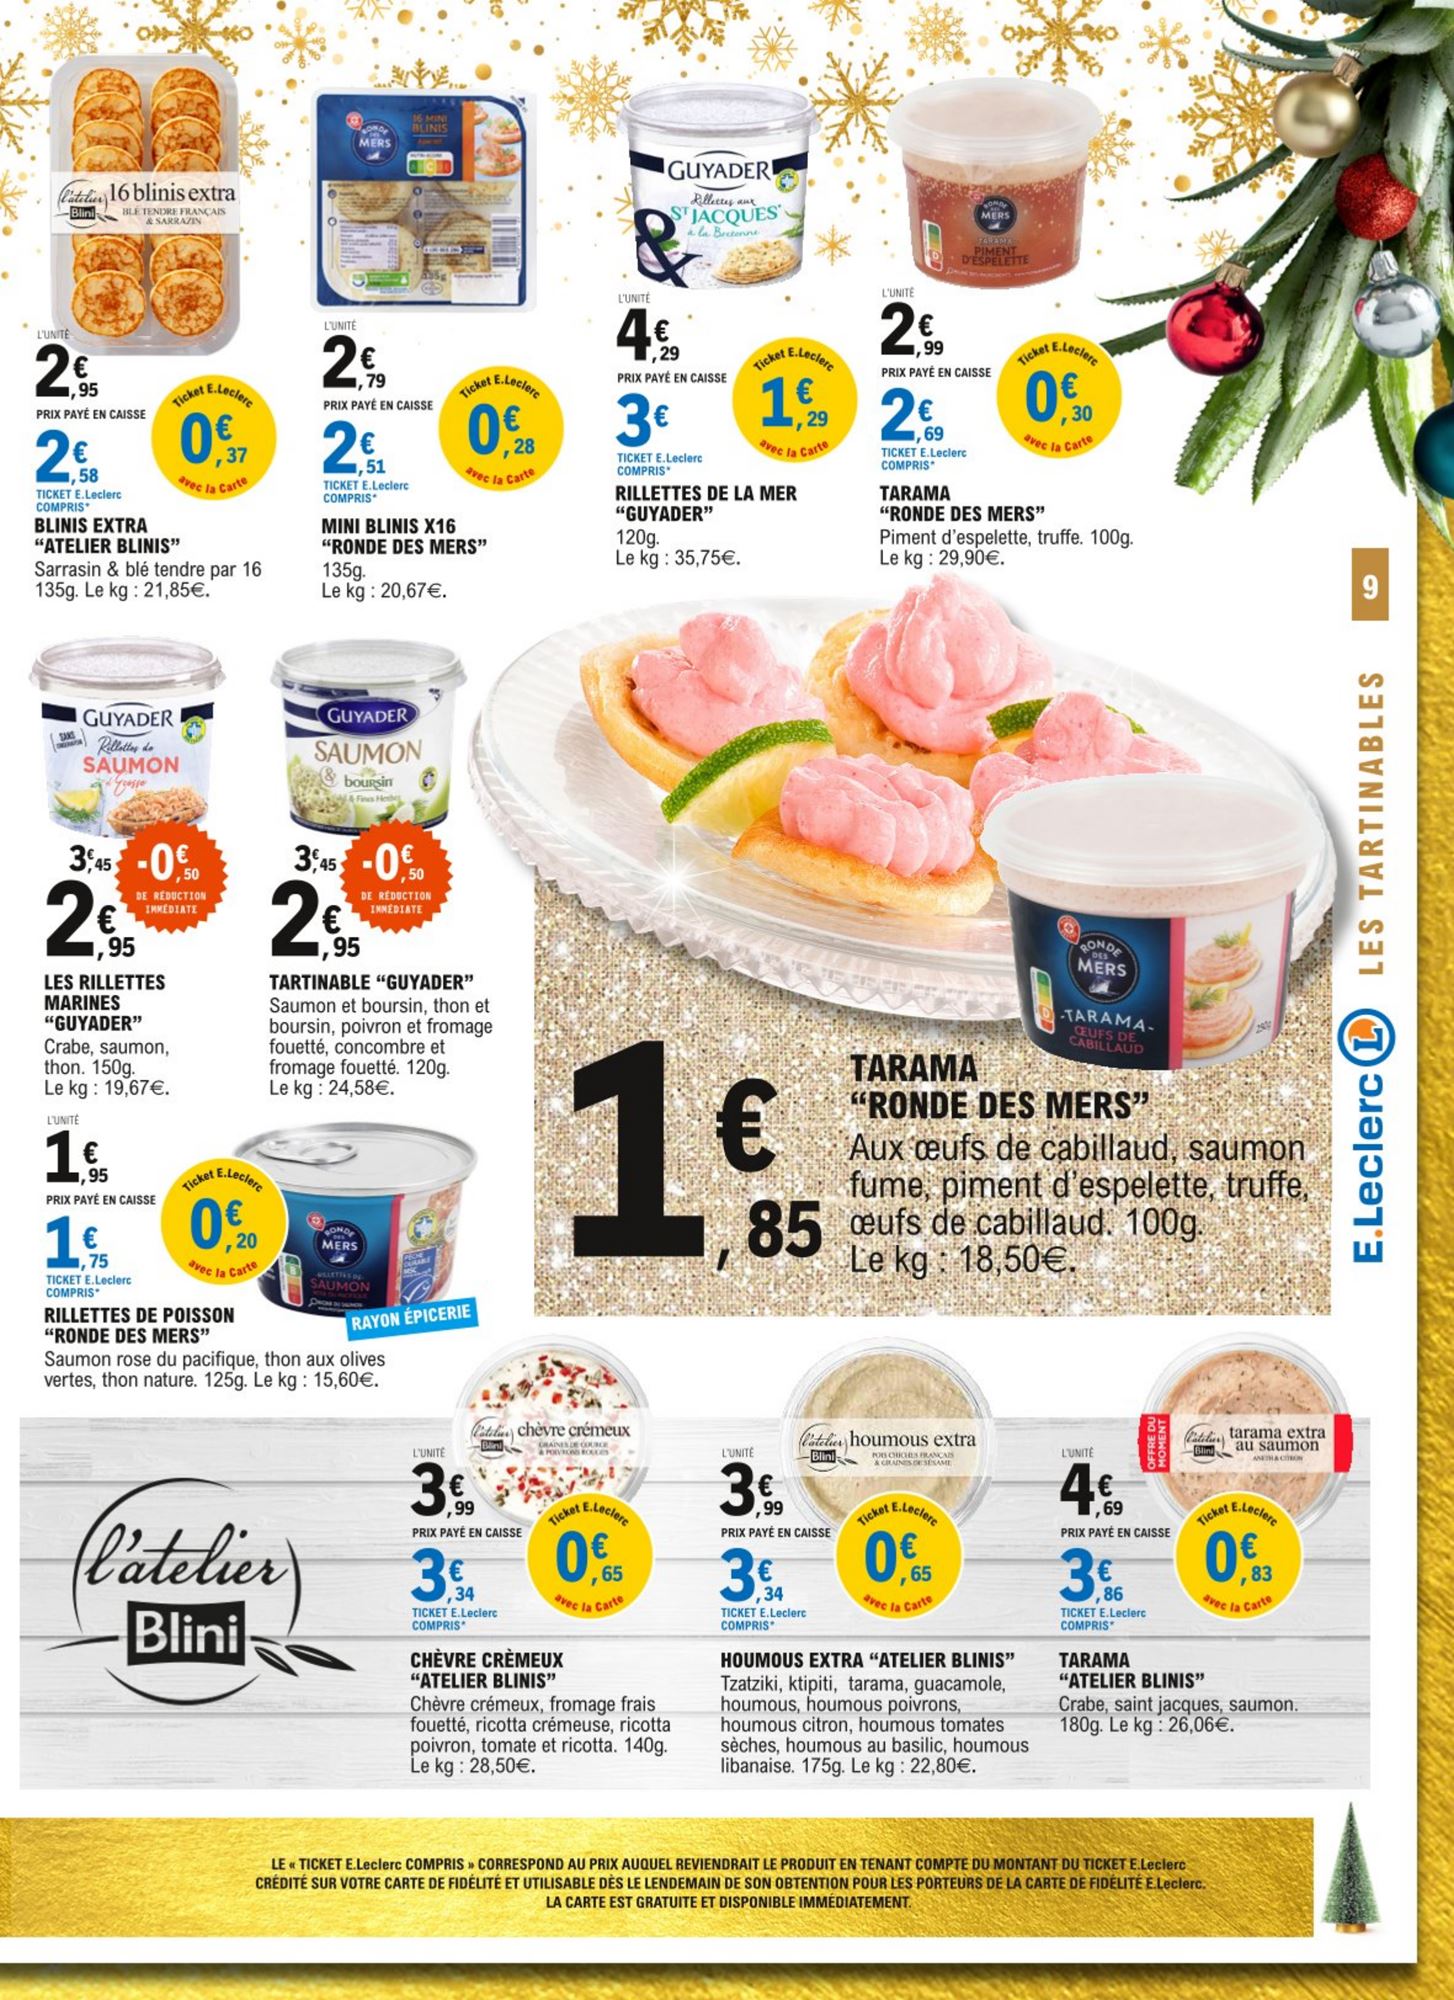 l'atelier Blini
16 blinis extra
BLÉ TENDRE FRANÇAIS
& SARRAZIN
L'UNITÉ
2€,95
PRIX PAYÉ EN CAISSE
2€,58
TICKET E.Leclerc
COMPRIS*
Ticket E.Leclerc
0€,37
avec la Carte
BLINIS EXTRA
“ATELIER BLINIS”
Sarrasin & blé tendre par 16
135g. Le kg : 21,85€.
RONDE DES MERS
16 MINI
BLINIS
L'UNITÉ
2€,79
PRIX PAYÉ EN CAISSE
2€,51
TICKET E.Leclerc
COMPRIS*
Ticket E.Leclerc
0€,28
avec la Carte
MINI BLINIS X16
“RONDE DES MERS”
135g.
Le kg : 20,67€.
GUYADER
Rillettes aux
ST JACQUES
à la Bretonne
&
L'UNITÉ
4€,29
PRIX PAYÉ EN CAISSE
3€
TICKET E.Leclerc
COMPRIS*
Ticket E.Leclerc
1€,29
avec la Carte
RILLETTES DE LA MER
“GUYADER”
120g.
Le kg : 35,75€.
RONDE DES MERS
TARAMA
PIMENT
D'ESPELETTE
L'UNITÉ
2€,99
PRIX PAYÉ EN CAISSE
2€,69
TICKET E.Leclerc
COMPRIS*
Ticket E.Leclerc
0€,30
avec la Carte
TARAMA
“RONDE DES MERS”
Piment d'espelette, truffe. 100g.
Le kg : 29,90€.
9
LES TARTINABLES
E.Leclerc L
GUYADER
Rillettes de
SAUMON
3€,45
-0€,50
DE RÉDUCTION
IMMÉDIATE
2€,95
LES RILLETTES
MARINES
“GUYADER”
Crabe, saumon,
thon. 150g.
Le kg : 19,67€.
GUYADER
SAUMON
& boursin
3€,45
-0€,50
DE RÉDUCTION
IMMÉDIATE
2€,95
TARTINABLE “GUYADER”
Saumon et boursin, thon et
boursin, poivron et fromage
fouetté, concombre et
fromage fouetté. 120g.
Le kg : 24,58€.
RONDE DES MERS
-TARAMA-
ŒUFS DE
CABILLAUD
1€,85
TARAMA
“RONDE DES MERS”
Aux œufs de cabillaud, saumon
fume, piment d'espelette, truffe,
œufs de cabillaud. 100g.
Le kg : 18,50€.
L'UNITÉ
1€,95
PRIX PAYÉ EN CAISSE
1€,75
TICKET E.Leclerc
COMPRIS*
Ticket E.Leclerc
0€,20
avec la Carte
RONDE DES MERS
SAUMON
RAYON ÉPICERIE
RILLETTES DE POISSON
“RONDE DES MERS”
Saumon rose du pacifique, thon aux olives
vertes, thon nature. 125g. Le kg : 15,60€.
l'atelier
Blini
l'atelier Blini
chèvre crémeux
GRAINES DE COURGE
& POIVRONS ROUGES
L'UNITÉ
3€,99
PRIX PAYÉ EN CAISSE
3€,34
TICKET E.Leclerc
COMPRIS*
Ticket E.Leclerc
0€,65
avec la Carte
CHÈVRE CRÈMEUX
“ATELIER BLINIS”
Chèvre crémeux, fromage frais
fouetté, ricotta crémeuse, ricotta
poivron, tomate et ricotta. 140g.
Le kg : 28,50€.
l'atelier Blini
houmous extra
POIS CHICHES FRANÇAIS
& GRAINES DE SÉSAME
L'UNITÉ
3€,99
PRIX PAYÉ EN CAISSE
3€,34
TICKET E.Leclerc
COMPRIS*
Ticket E.Leclerc
0€,65
avec la Carte
HOUMOUS EXTRA “ATELIER BLINIS”
Tzatziki, ktipiti, tarama, guacamole,
houmous, houmous poivrons,
houmous citron, houmous tomates
sèches, houmous au basilic, houmous
libanaise. 175g. Le kg : 22,80€.
OFFRE DU
MOMENT
l'atelier Blini
tarama extra
au saumon
ANETH & CITRON
L'UNITÉ
4€,69
PRIX PAYÉ EN CAISSE
3€,86
TICKET E.Leclerc
COMPRIS*
Ticket E.Leclerc
0€,83
avec la Carte
TARAMA
“ATELIER BLINIS”
Crabe, saint jacques, saumon.
180g. Le kg : 26,06€.
LE « TICKET E.Leclerc COMPRIS » CORRESPOND AU PRIX AUQUEL REVIENDRAIT LE PRODUIT EN TENANT COMPTE DU MONTANT DU TICKET E.Leclerc
CRÉDITÉ SUR VOTRE CARTE DE FIDÉLITÉ ET UTILISABLE DÈS LE LENDEMAIN DE SON OBTENTION POUR LES PORTEURS DE LA CARTE DE FIDÉLITÉ E.Leclerc.
LA CARTE EST GRATUITE ET DISPONIBLE IMMÉDIATEMENT.